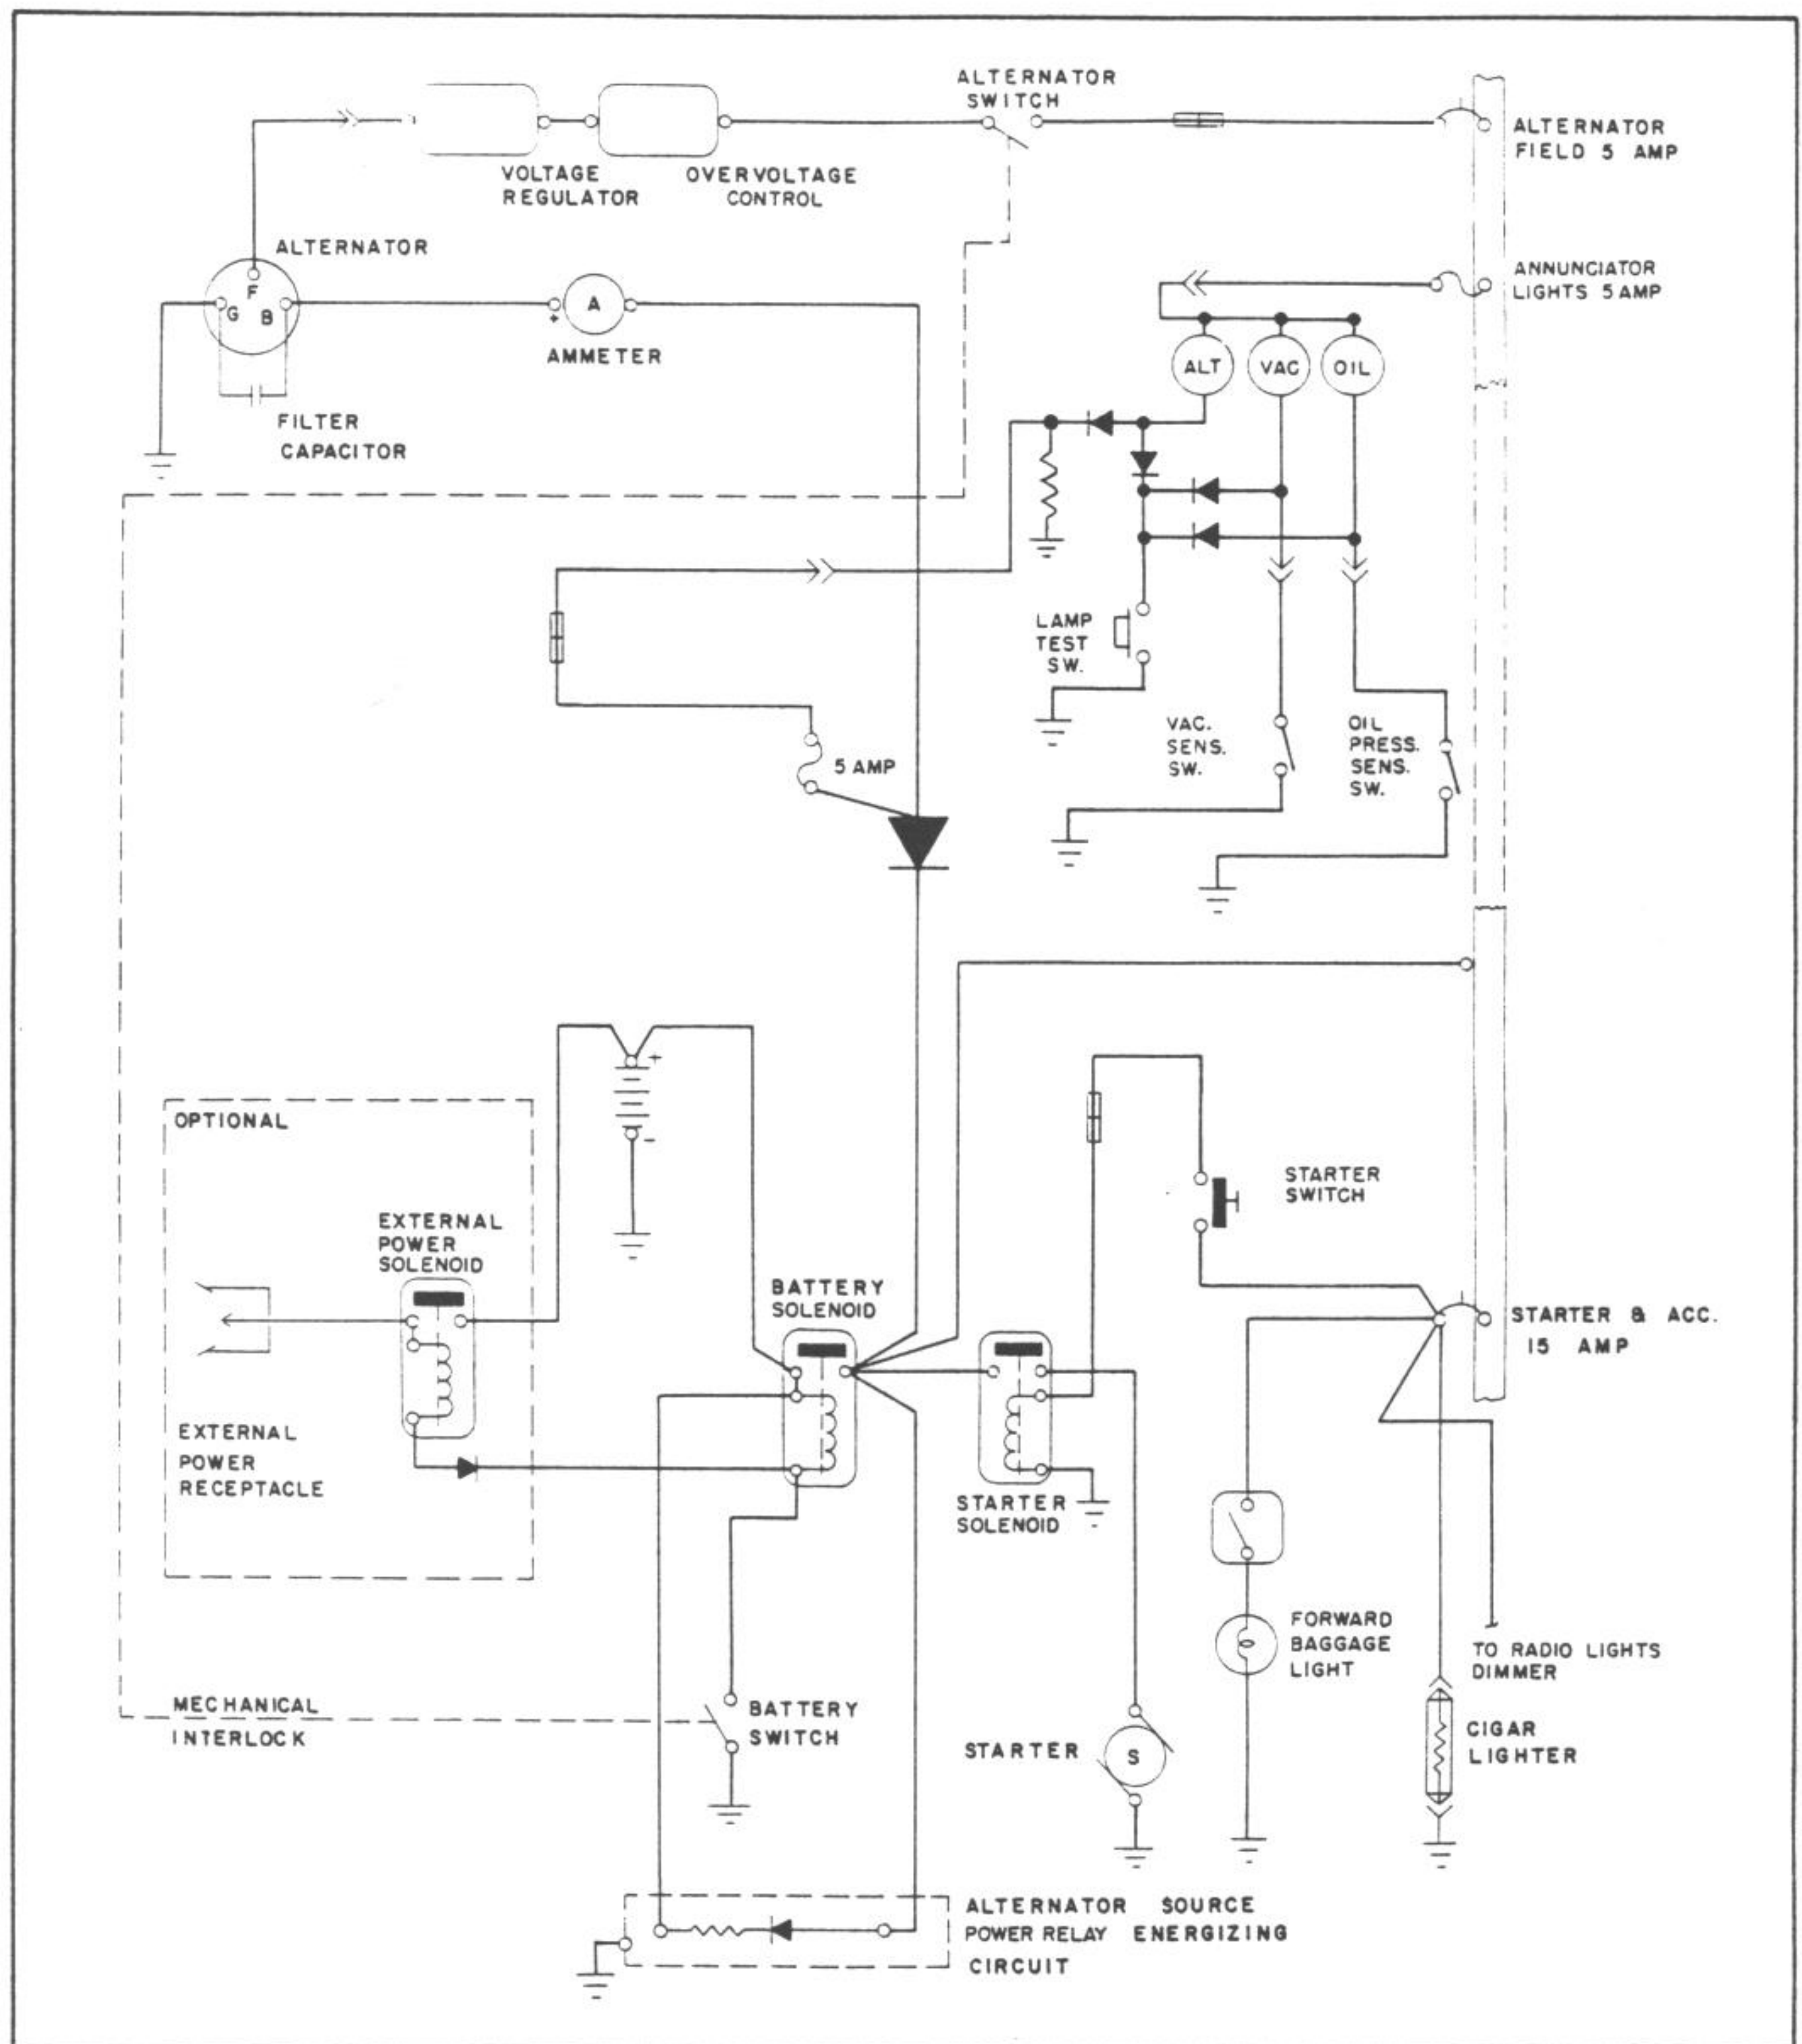 ALTERNATOR
SWITCH
ALTERNATOR
FIELD 5 AMP
VOLTAGE
REGULATOR
OVERVOLTAGE
CONTROL
ALTERNATOR
F
G
B
A
+
AMMETER
FILTER
CAPACITOR
ANNUNCIATOR
LIGHTS 5 AMP
ALT
VAC
OIL
LAMP
TEST
SW.
VAC.
SENS.
SW.
OIL
PRESS.
SENS.
SW.
5 AMP
+
-
OPTIONAL
EXTERNAL
POWER
SOLENOID
EXTERNAL
POWER
RECEPTACLE
BATTERY
SOLENOID
STARTER
SWITCH
STARTER & ACC.
15 AMP
STARTER
SOLENOID
FORWARD
BAGGAGE
LIGHT
TO RADIO LIGHTS
DIMMER
MECHANICAL
INTERLOCK
BATTERY
SWITCH
STARTER
S
CIGAR
LIGHTER
ALTERNATOR SOURCE
POWER RELAY ENERGIZING
CIRCUIT